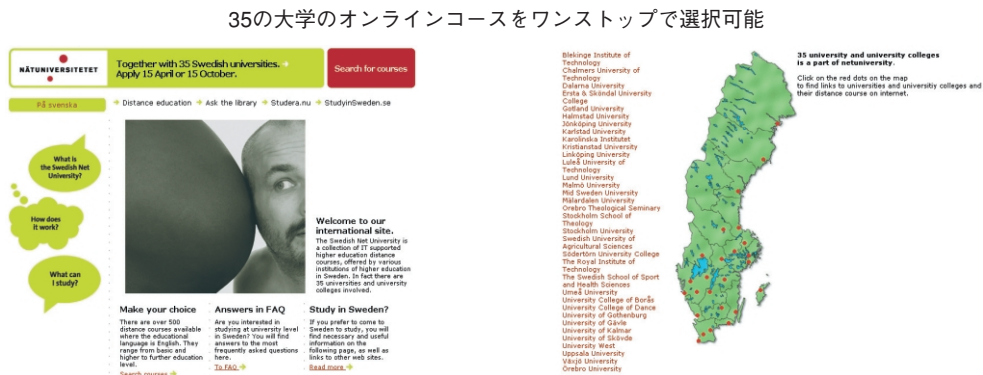 35の大学のオンラインコースをワンストップで選択可能
NÄTUNIVERSITETET
Together with 35 Swedish universities.
Apply 15 April or 15 October.
Search for courses
På svenska
Distance education
Ask the library
Studera.nu
StudyinSweden.se
What is
the Swedish Net
University?
How does
it work?
What can
I study?
Welcome to our
international site.
The Swedish Net University is
a collection of IT supported
higher education distance
courses, offered by various
institutions of higher education
in Sweden. In fact there are
35 universities and university
colleges involved.
Make your choice
There are over 500
distance courses available
where the educational
language is English. They
range from basic and
higher to further education
level.
Search courses
Answers in FAQ
Are you interested in
studying at university level
in Sweden? You will find
answers to the most
frequently asked questions
here.
To FAQ
Study in Sweden?
If you prefer to come to
Sweden to study, you will
find necessary and useful
information on the
following page, as well as
links to other web sites.
Read more
Blekinge Institute of
Technology
Chalmers University of
Technology
Dalarna University
Ersta & Sköndal University
College
Gotland University
Halmstad University
Jönköping University
Karlstad University
Karolinska Institutet
Kristianstad University
Linköping University
Luleå University of
Technology
Lund University
Malmö University
Mid Sweden University
Mälardalen University
Örebro Theological Seminary
Stockholm School of
Theology
Stockholm University
Swedish University of
Agricultural Sciences
Södertörn University College
The Royal Institute of
Technology
The Swedish School of Sport
and Health Sciences
Umeå University
University College of Borås
University College of Dance
University of Gothenburg
University of Gävle
University of Kalmar
University of Skövde
University West
Uppsala University
Växjö University
Örebro University
35 university and university colleges
is a part of netuniversity.
Click on the red dots on the map
to find links to universities and university colleges and
their distance course on internet.